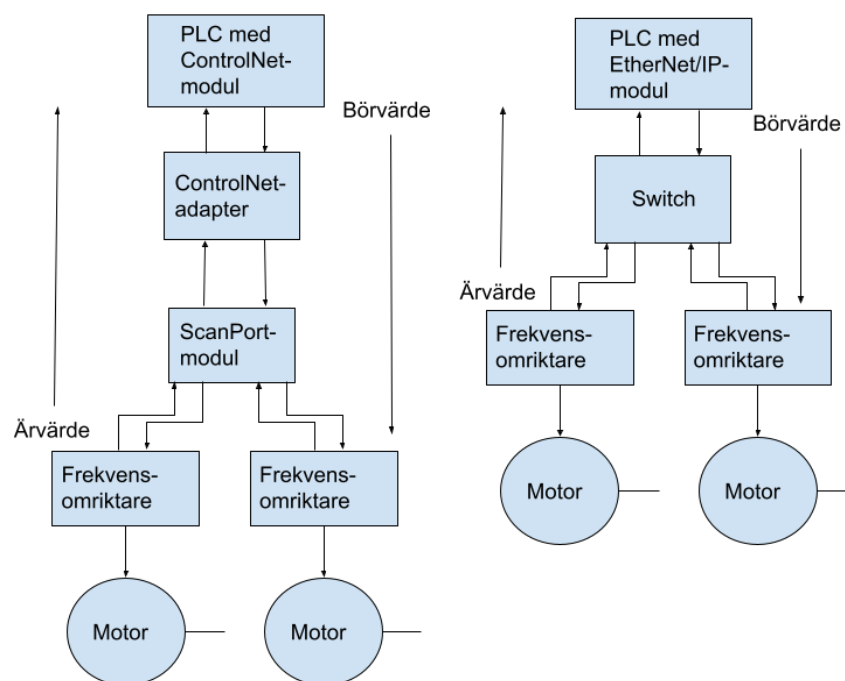 PLC med
ControlNet-
modul
Börvärde
ControlNet-
adapter
ScanPort-
modul
Ärvärde
Frekvens-
omriktare
Frekvens-
omriktare
Motor
Motor
PLC med
EtherNet/IP-
modul
Börvärde
Switch
Ärvärde
Frekvens-
omriktare
Frekvens-
omriktare
Motor
Motor